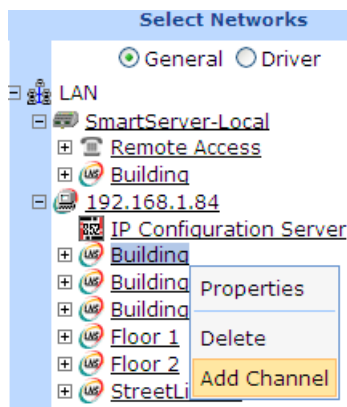 Select Networks
General Driver
LAN
SmartServer-Local
Remote Access
Building
192.168.1.84
IP Configuration Server
Building
Building
Building
Floor 1
Floor 2
Properties
Delete
Add Channel